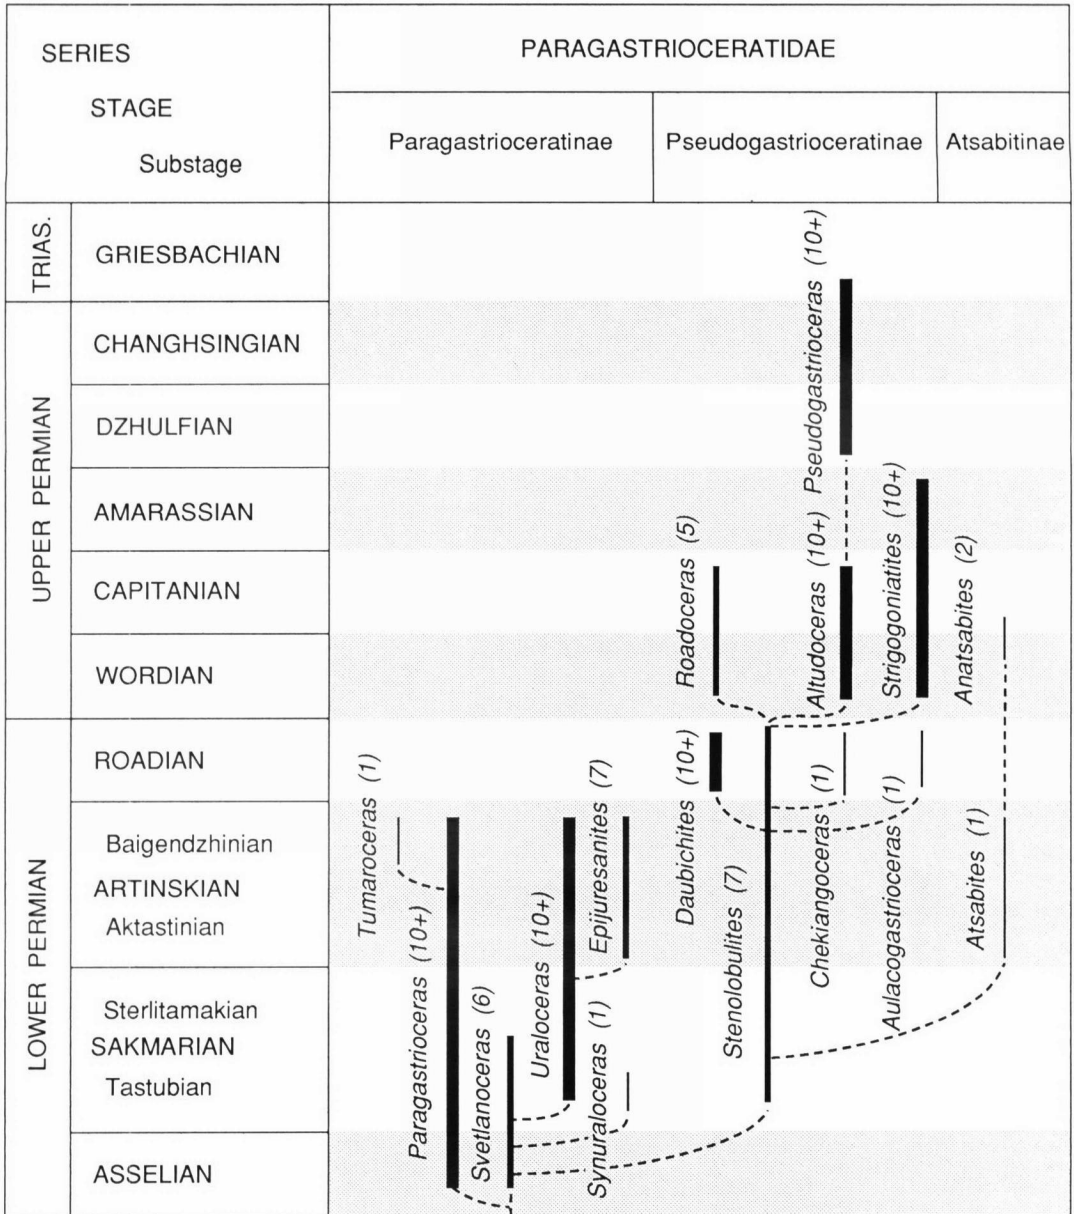 SERIES
STAGE
Substage
PARAGASTRIOCERATIDAE
Paragastrioceratinae
Pseudogastrioceratinae
Atsabitinae
TRIAS.
GRIESBACHIAN
UPPER PERMIAN
CHANGHSINGIAN
DZHULFIAN
AMARASSIAN
CAPITANIAN
WORDIAN
LOWER PERMIAN
ROADIAN
Baigendzhinian
ARTINSKIAN
Aktastinian
Sterlitamakian
SAKMARIAN
Tastubian
ASSELIAN
Tumaroceras (1)
Paragastrioceras (10+)
Svetlanoceras (6)
Uraloceras (10+)
Epijuresanites (7)
Synuraloceras (1)
Roadoceras (5)
Daubichites (10+)
Stenolobulites (7)
Pseudogastrioceras (10+)
Altudoceras (10+)
Chekiangoceras (1)
Strigogoniatites (10+)
Aulacogastrioceras (1)
Anatsabites (2)
Atsabites (1)